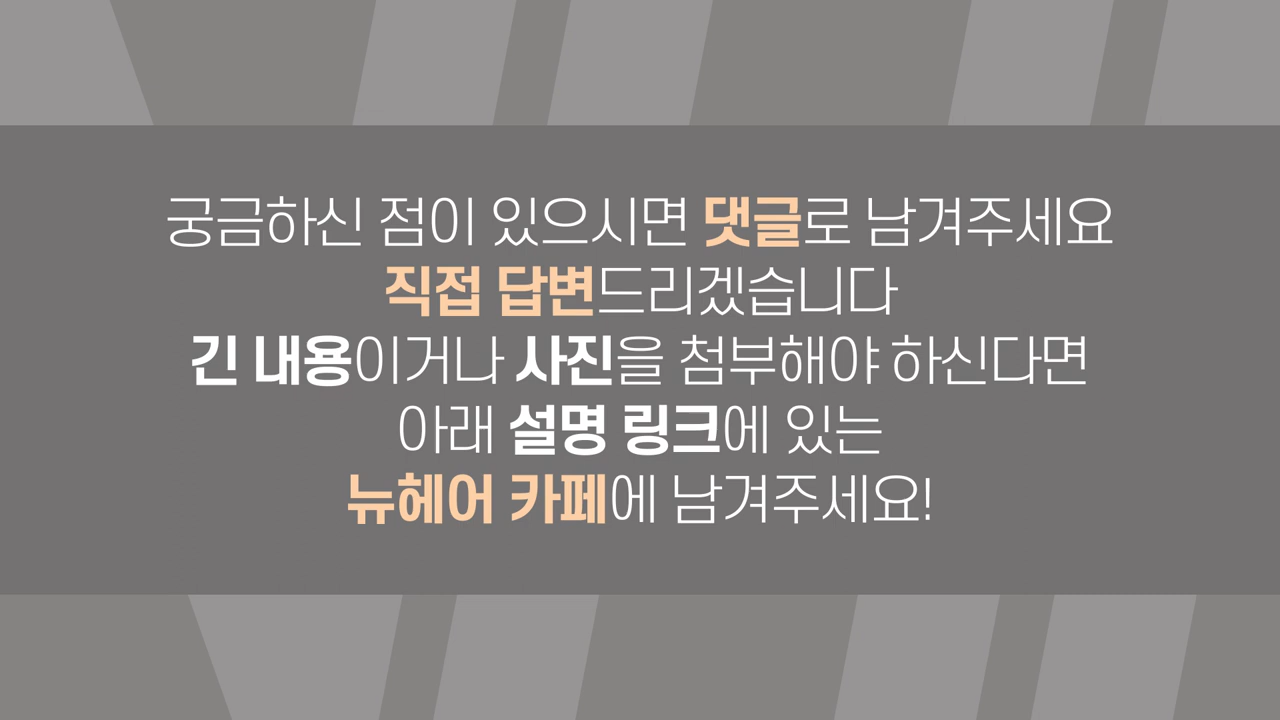 궁금하신 점이 있으시면 댓글로 남겨주세요
직접 답변드리겠습니다
긴 내용이거나 사진을 첨부해야 하신다면
아래 설명 링크에 있는
뉴헤어 카페에 남겨주세요!